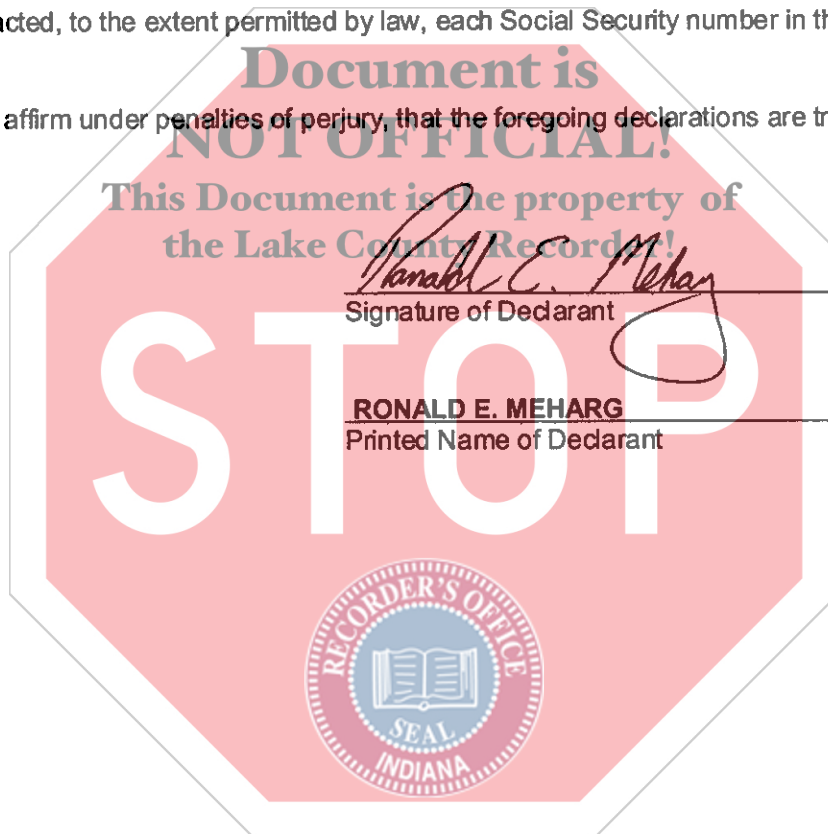 acted, to the extent permitted by law, each Social Security number in th
Document is
affirm under penalties of perjury, that the foregoing declarations are tr
NOT OFFICIAL!
This Document is the property of
the Lake County Recorder!
Ronald E. Meharg
Signature of Declarant
STOP
RONALD E. MEHARG
Printed Name of Declarant
RECORDER'S OFFICE
SEAL
INDIANA